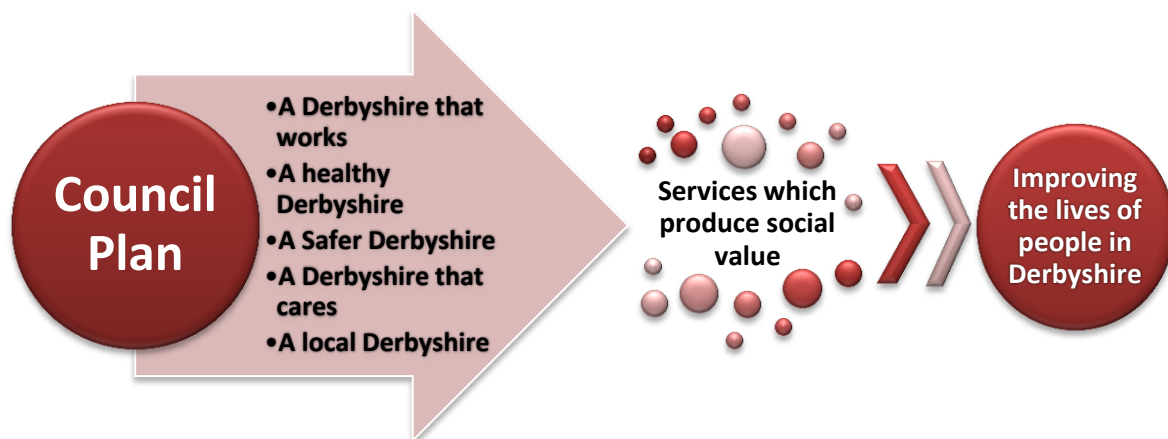 Council
Plan
•A Derbyshire that
works
•A healthy
Derbyshire
•A Safer Derbyshire
•A Derbyshire that
cares
•A local Derbyshire
Services which
produce social
value
Improving
the lives of
people in
Derbyshire